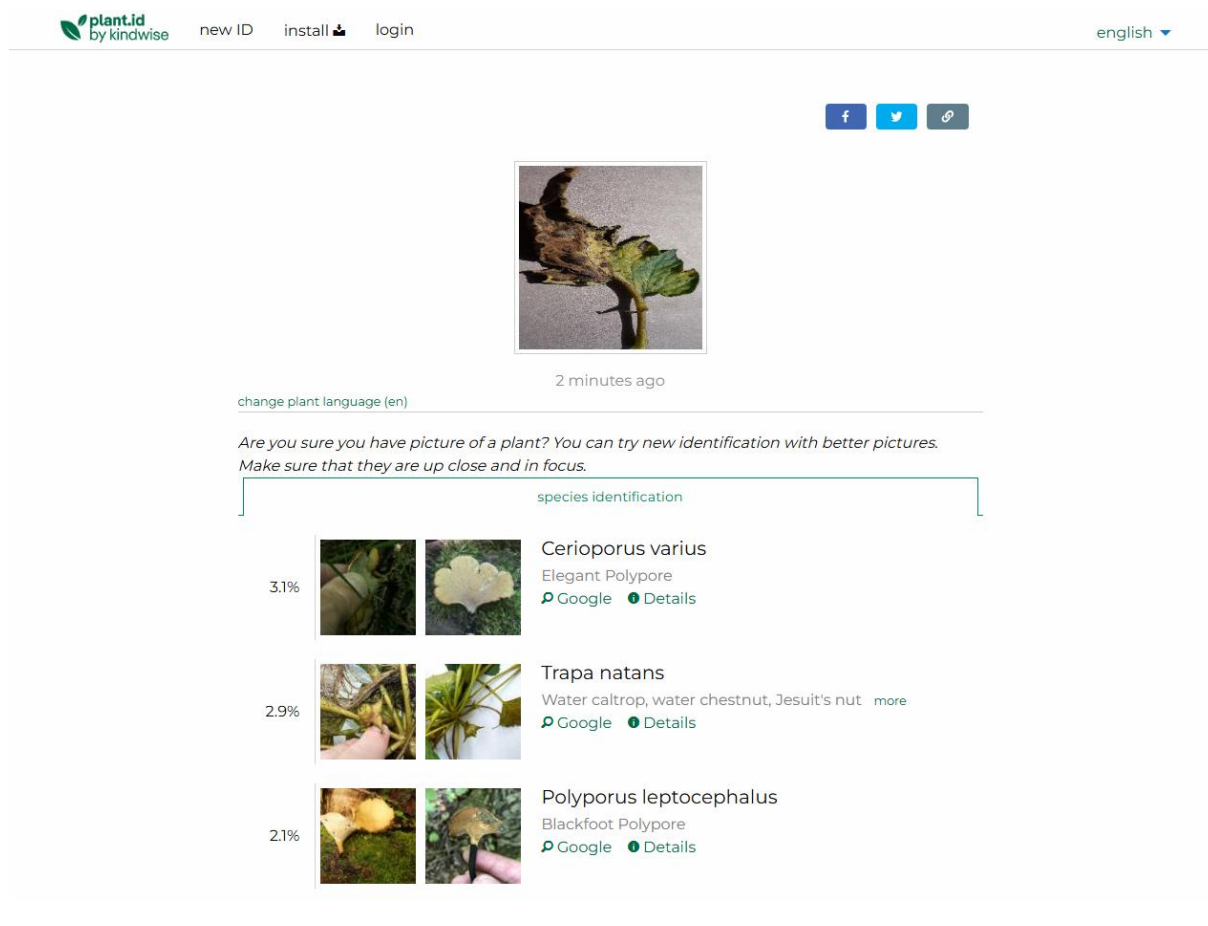 plant.id
by kindwise
new ID install login
english
2 minutes ago
change plant language (en)
Are you sure you have picture of a plant? You can try new identification with better pictures.
Make sure that they are up close and in focus.
species identification
3.1%
Cerioporus varius
Elegant Polypore
Google Details
2.9%
Trapa natans
Water caltrop, water chestnut, Jesuit's nut more
Google Details
2.1%
Polyporus leptocephalus
Blackfoot Polypore
Google Details